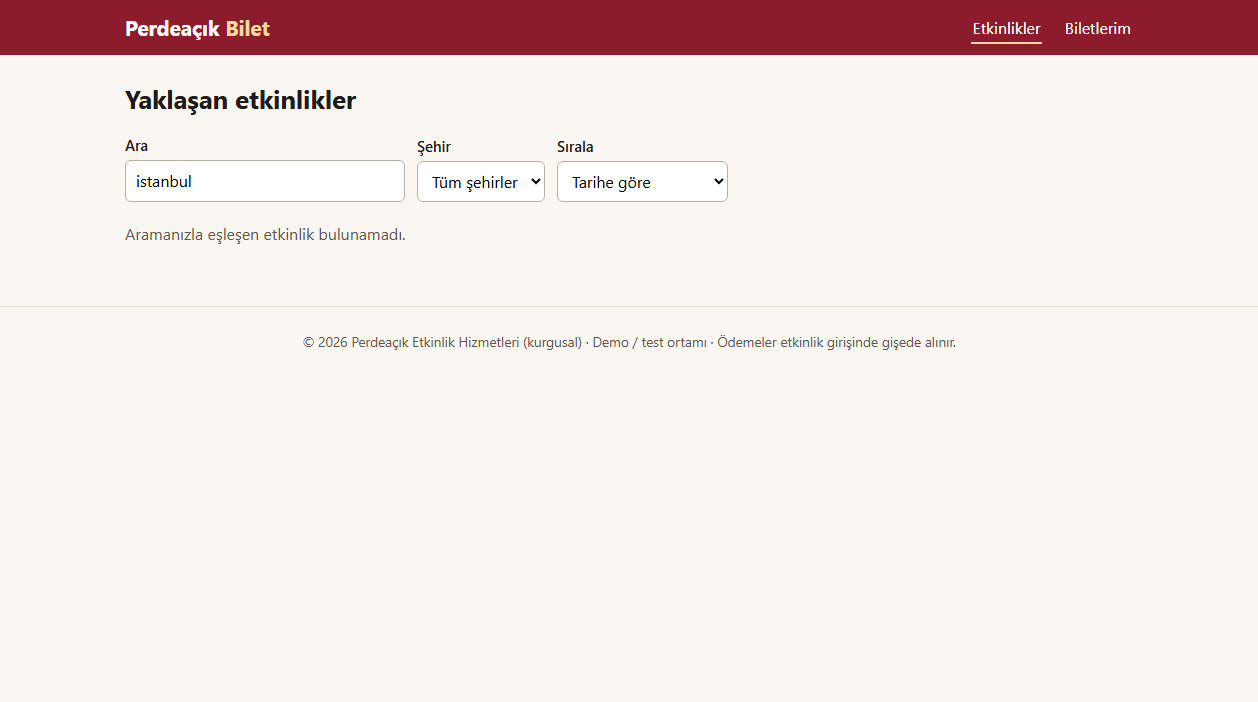 Perdeaçık Bilet
Etkinlikler
Biletlerim
Yaklaşan etkinlikler
Ara
Şehir
Sırala
istanbul
Tüm şehirler
Tarihe göre
Aramanızla eşleşen etkinlik bulunamadı.
© 2026 Perdeaçık Etkinlik Hizmetleri (kurgusal) · Demo / test ortamı · Ödemeler etkinlik girişinde gişede alınır.